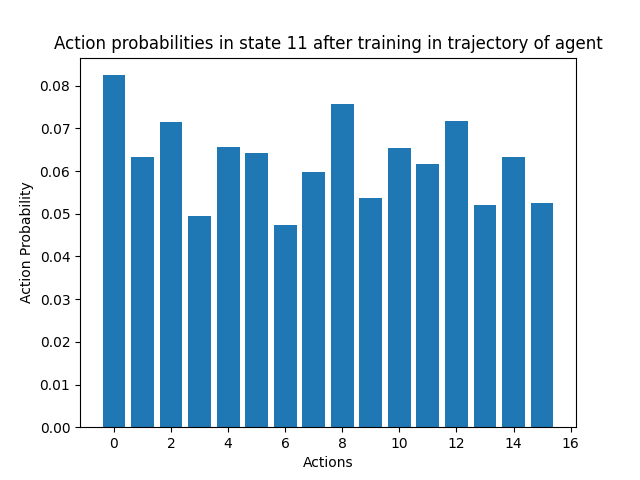 Action probabilities in state 11 after training in trajectory of agent
Action Probability
0.08
0.07
0.06
0.05
0.04
0.03
0.02
0.01
0.00
0 2 4 6 8 10 12 14 16
Actions